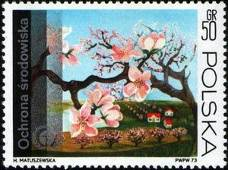 Ochrona środowiska
GR 50
POLSKA
H. MATUSZEWSKA
PWPW 73